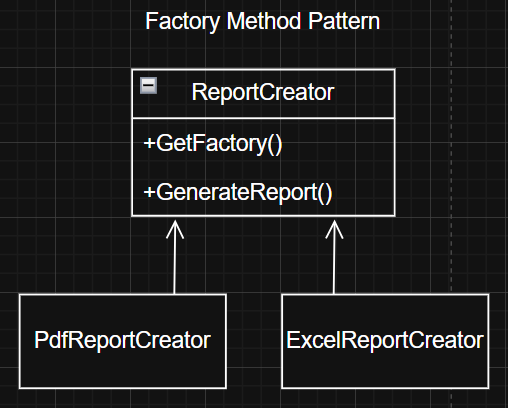 Factory Method Pattern
ReportCreator
+GetFactory()
+GenerateReport()
PdfReportCreator
ExcelReportCreator